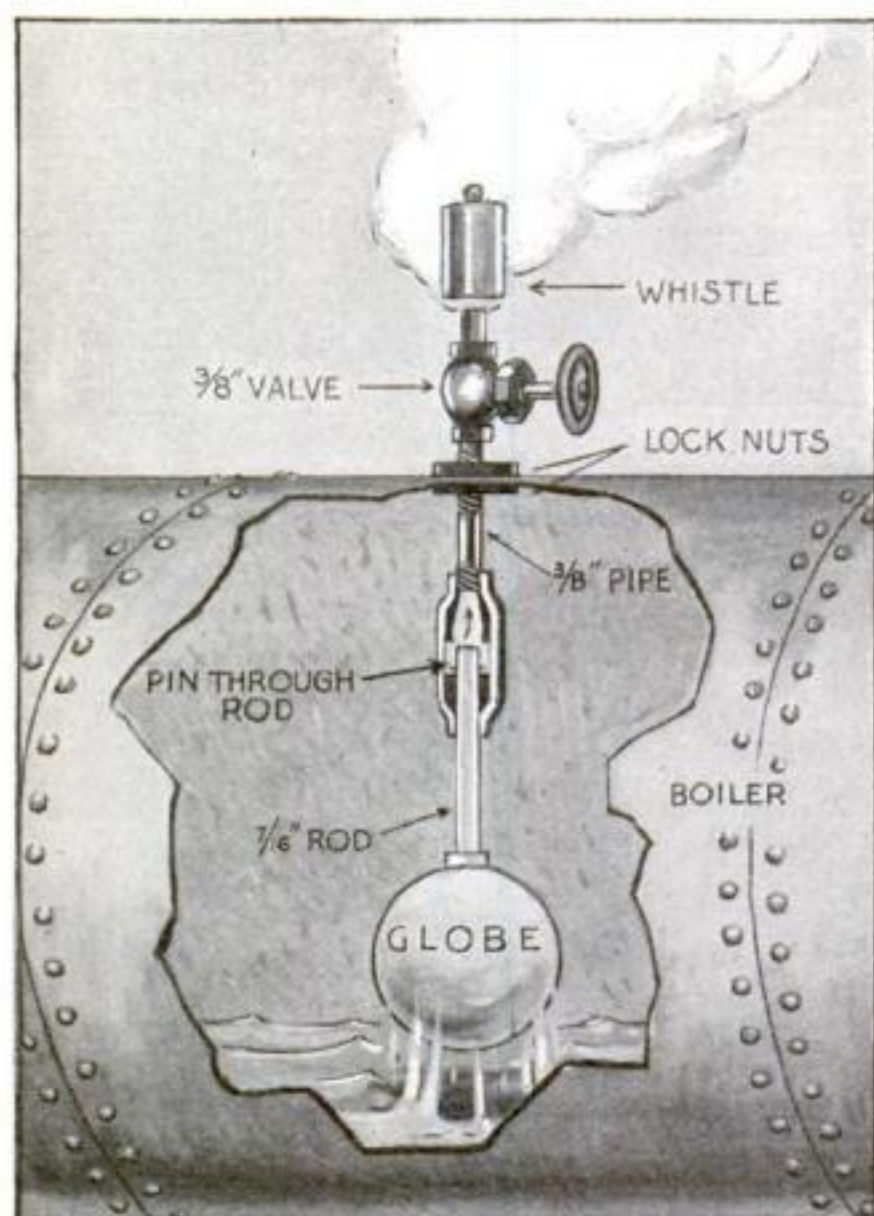 WHISTLE
3/8" VALVE
LOCK NUTS
3/8" PIPE
PIN THROUGH
ROD
BOILER
7/16" ROD
GLOBE